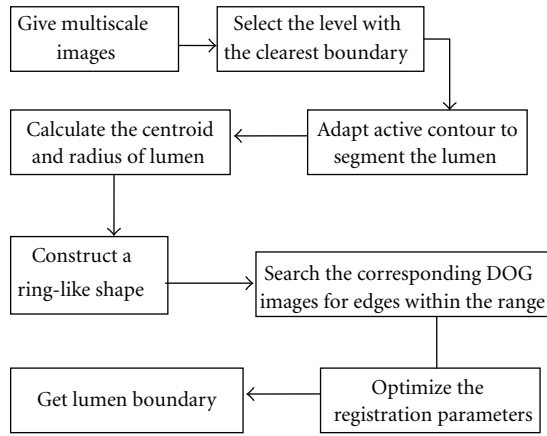 Give multiscale
images
Select the level with
the clearest boundary
Calculate the centroid
and radius of lumen
Adapt active contour to
segment the lumen
Construct a
ring-like shape
Search the corresponding DOG
images for edges within the range
Get lumen boundary
Optimize the
registration parameters